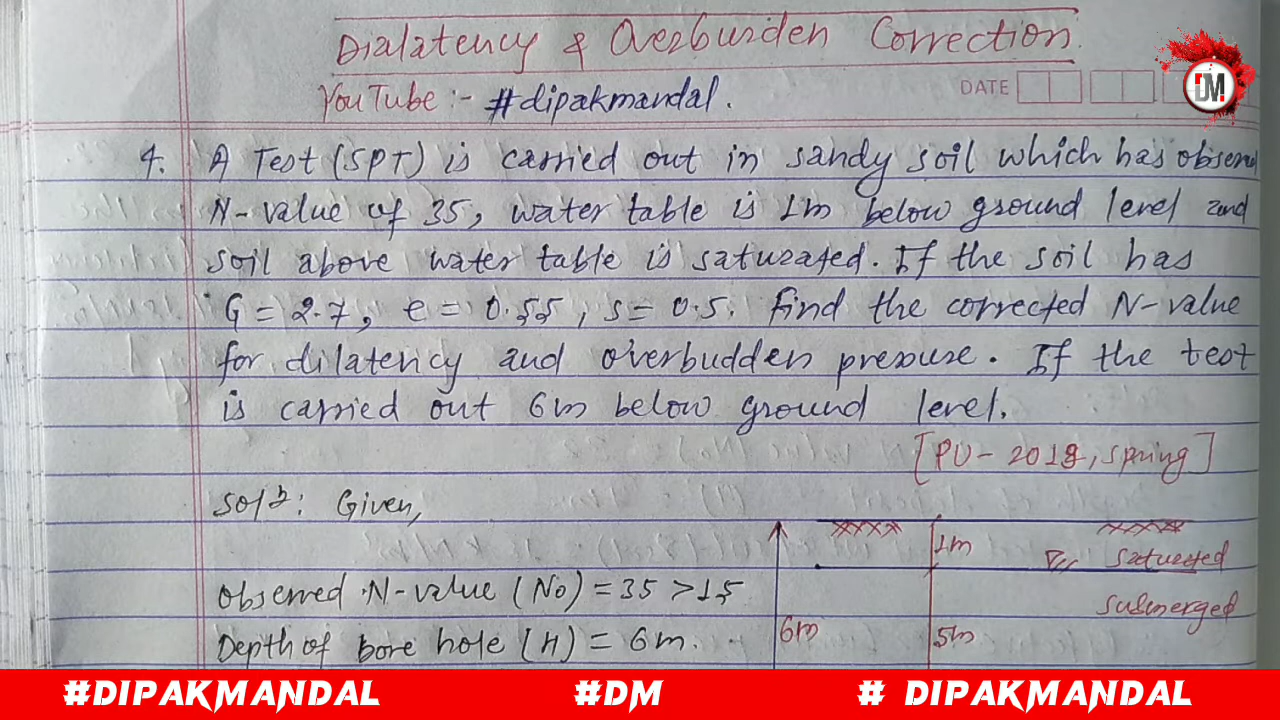 Dialatency & Overburden Correction.
YouTube :- #dipakmandal.
DATE
DM
4. A Test (SPT) is carried out in sandy soil which has observed
N-value of 35, water table is 1m below ground level and
soil above water table is saturated. If the soil has
G = 2.7, e = 0.55, s = 0.5. Find the corrected N-value
for dilatency and overbudden pressure. If the test
is carried out 6m below ground level.
[PU - 2018, spring]
Solⁿ: Given,
1m
saturated
Observed N-value (No) = 35 > 15
submerged
Depth of bore hole (H) = 6m.
6m
5m
#DIPAKMANDAL #DM # DIPAKMANDAL